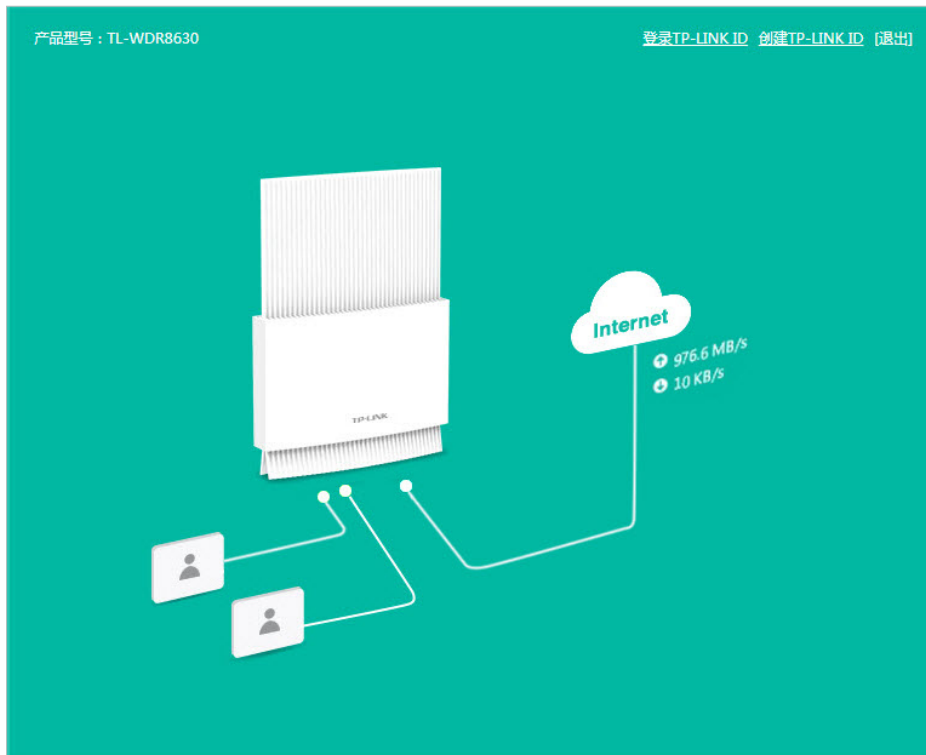 产品型号：TL-WDR8630
登录TP-LINK ID 创建TP-LINK ID [退出]
Internet
976.6 MB/s
10 KB/s
TP-LINK